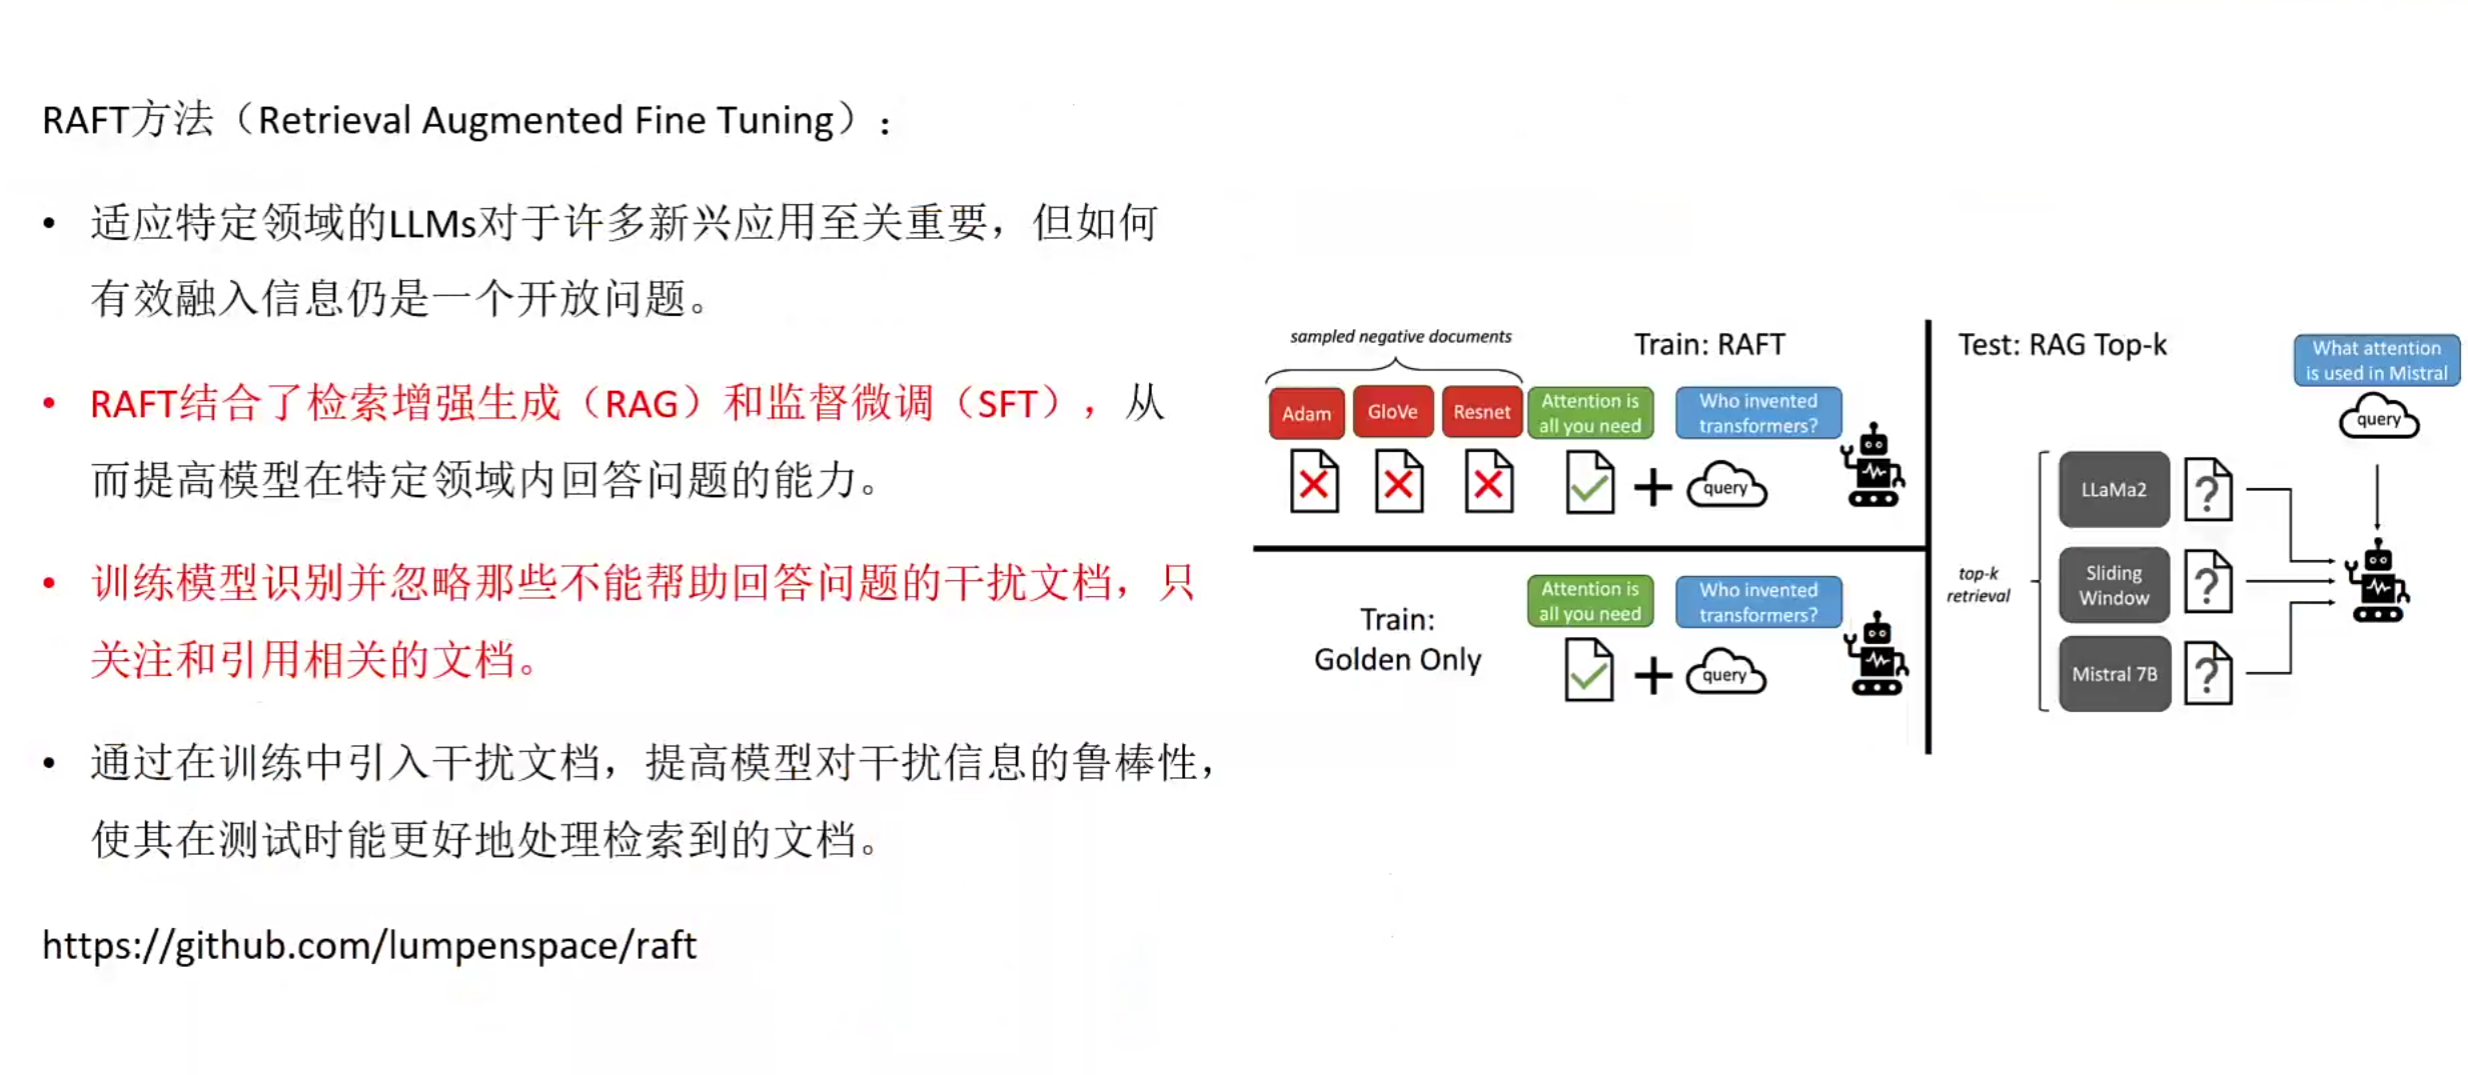 RAFT方法（Retrieval Augmented Fine Tuning）：
• 适应特定领域的LLMs对于许多新兴应用至关重要，但如何
有效融入信息仍是一个开放问题。
• RAFT结合了检索增强生成（RAG）和监督微调（SFT），从
而提高模型在特定领域内回答问题的能力。
• 训练模型识别并忽略那些不能帮助回答问题的干扰文档，只
关注和引用相关的文档。
• 通过在训练中引入干扰文档，提高模型对干扰信息的鲁棒性，
使其在测试时能更好地处理检索到的文档。
https://github.com/lumpenspace/raft
sampled negative documents
Train: RAFT
Adam
GloVe
Resnet
Attention is
all you need
Who invented
transformers?
query
Train:
Golden Only
Attention is
all you need
Who invented
transformers?
query
Test: RAG Top-k
What attention
is used in Mistral
query
top-k
retrieval
LLaMa2
?
Sliding
Window
?
Mistral 7B
?